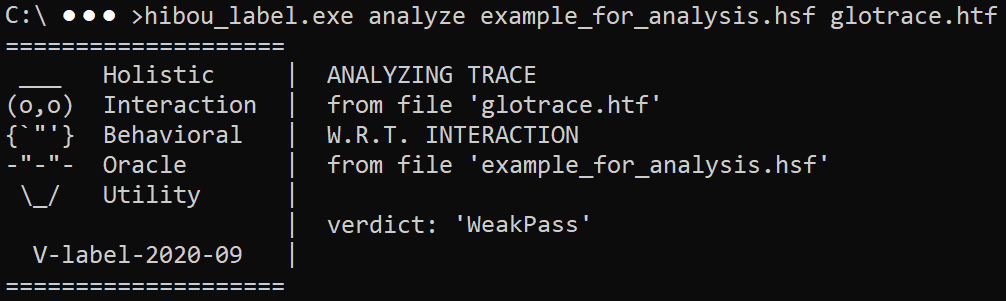 C:\ ●●● >hibou_label.exe analyze example_for_analysis.hsf glotrace.htf
====================
 ___   Holistic     |  ANALYZING TRACE
(o,o)  Interaction  |  from file 'glotrace.htf'
{`"'}  Behavioral   |  W.R.T. INTERACTION
-"-"-  Oracle       |  from file 'example_for_analysis.hsf'
 \_/   Utility      |
                    |  verdict: 'WeakPass'
  V-label-2020-09   |
====================